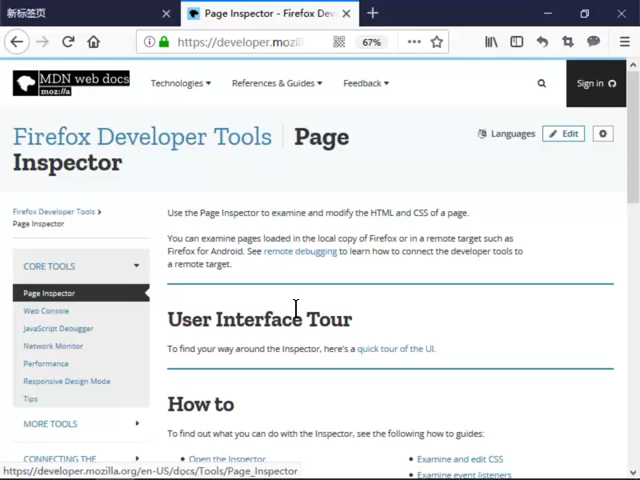 新标签页
Page Inspector - Firefox Dev
https://developer.mozil
67%
MDN web docs
moz://a
Technologies
References & Guides
Feedback
Sign in
Firefox Developer Tools
Page Inspector
Languages
Edit
Firefox Developer Tools
Page Inspector
CORE TOOLS
Page Inspector
Web Console
JavaScript Debugger
Network Monitor
Performance
Responsive Design Mode
Tips
MORE TOOLS
CONNECTING THE
Use the Page Inspector to examine and modify the HTML and CSS of a page.
You can examine pages loaded in the local copy of Firefox or in a remote target such as
Firefox for Android. See remote debugging to learn how to connect the developer tools to
a remote target.
User Interface Tour
To find your way around the Inspector, here's a quick tour of the UI.
How to
To find out what you can do with the Inspector, see the following how to guides:
Open the Inspector
Examine and edit CSS
Examine event listeners
https://developer.mozilla.org/en-US/docs/Tools/Page_Inspector